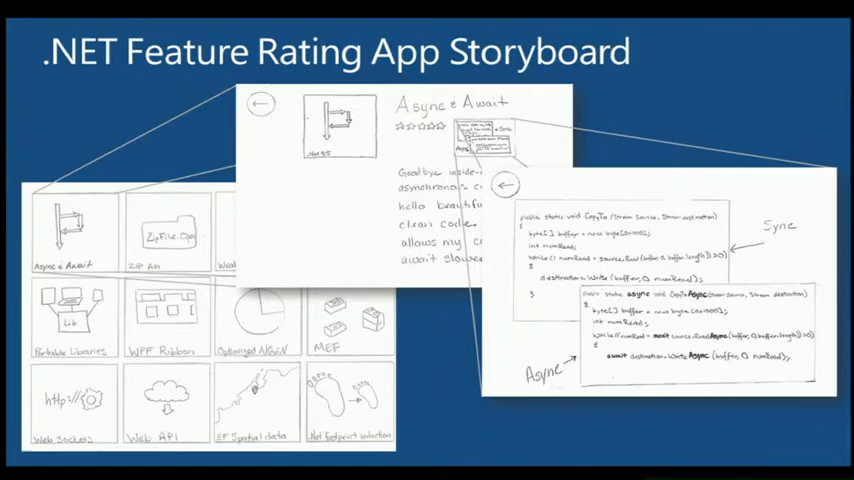 .NET Feature Rating App Storyboard
Async & Await
.Net 4.5
Sync
Async
Goodbye inside-
asynchronous c
hello beautifu
clean code.
allows my c
await slower
Async & Await
ZipFile.Open
ZIP API
Portable Libraries
Lib
WPF Ribbon
Optimized NGEN
MEF
http://
Web Sockets
Web API
EF Spatial data
.Net footprint reduction
public static void CopyTo (Stream source, Stream destination)
{
byte[] buffer = new byte[0x1000];
int numRead;
while((numRead = source.Read(buffer, 0, buffer.length)) > 0)
{
destination.Write (buffer, 0, numRead);
}
Sync
public static async void CopyToAsync(Stream source, Stream destination)
{
byte[] buffer = new byte[0x1000];
int numRead;
while((numRead = await source.ReadAsync(buffer, 0, buffer.length)) > 0)
{
await destination.WriteAsync (buffer, 0, numRead);
Async